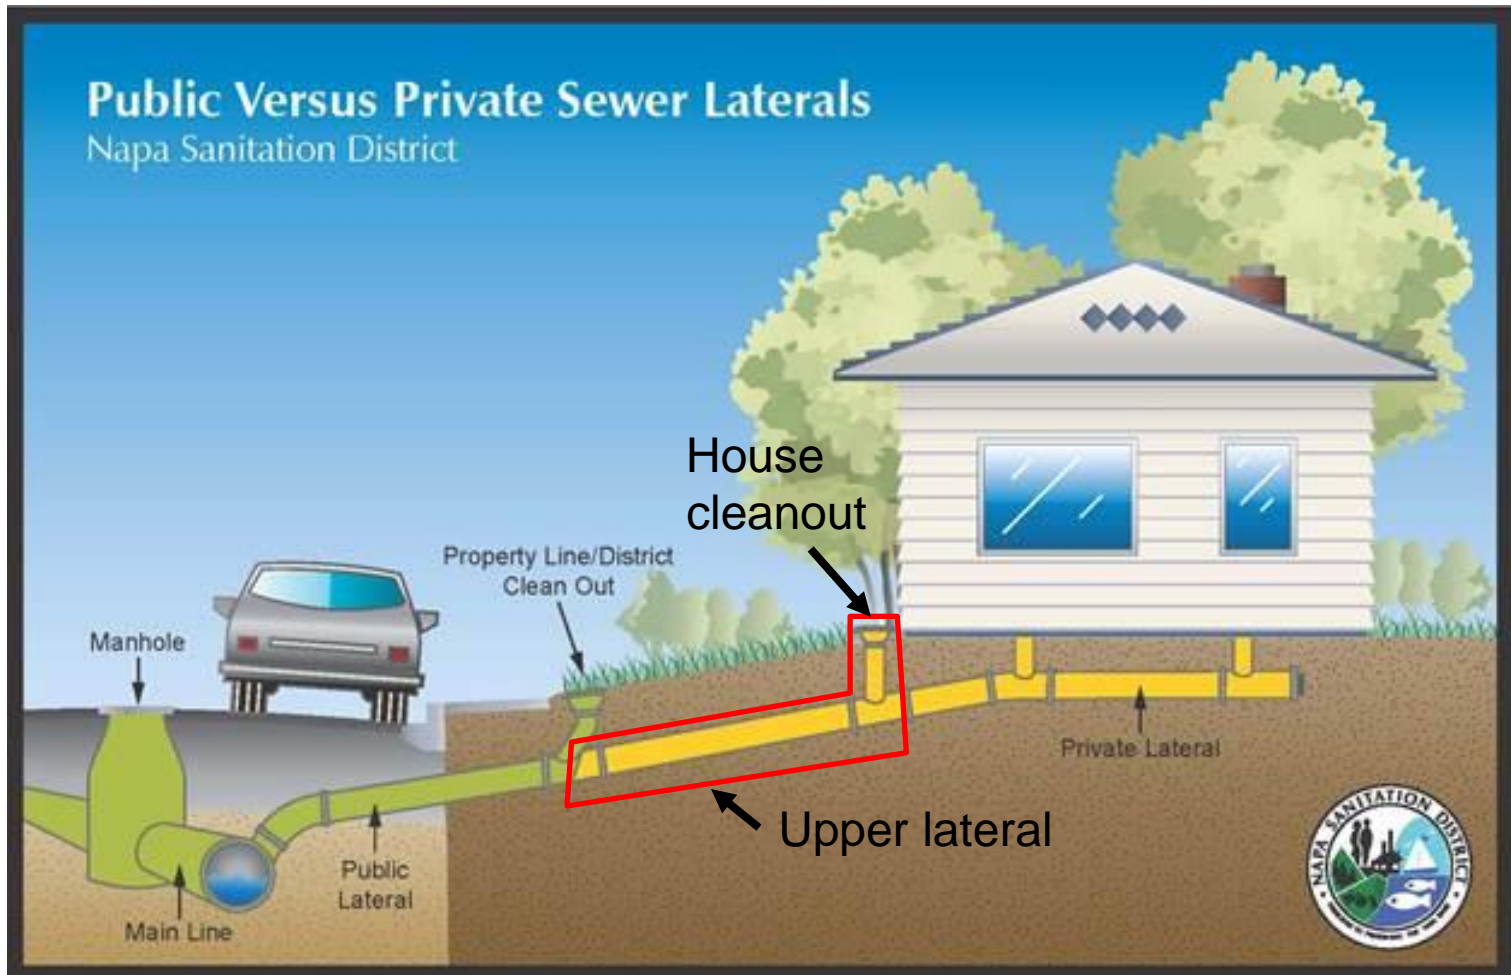 Public Versus Private Sewer Laterals
Napa Sanitation District
House
cleanout
Property Line/District
Clean Out
Manhole
Private Lateral
Upper lateral
Public
Lateral
Main Line
NAPA SANITATION DISTRICT